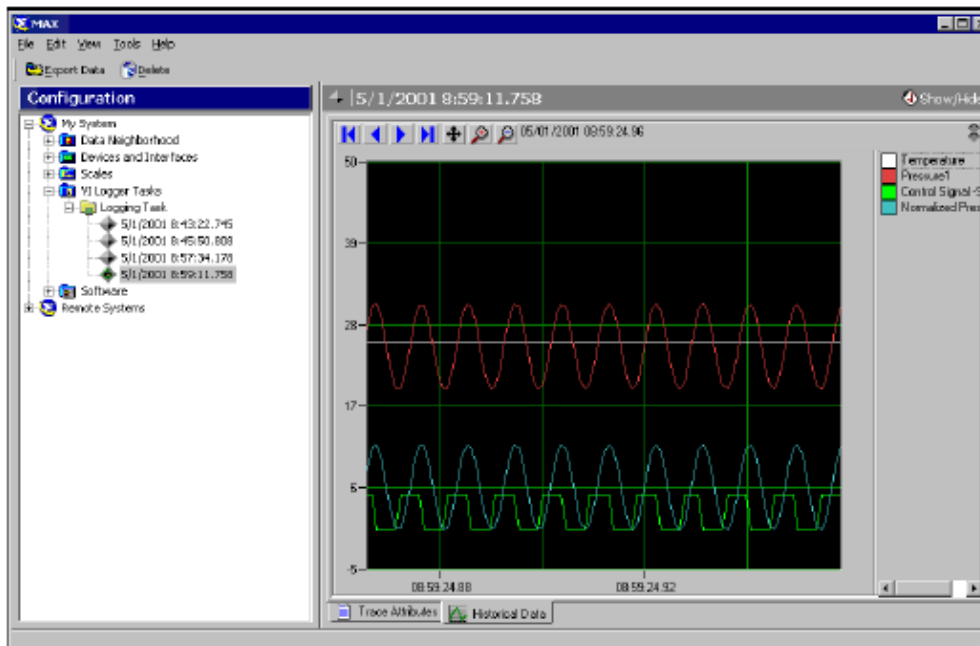 MAX
File Edit View Tools Help
Export Data Delete
Configuration
5/1/2001 8:59:11.758
Show/Hide
My System
Data Neighborhood
Devices and Interfaces
Scales
VI Logger Tasks
Logging Task
5/1/2001 8:43:22.745
5/1/2001 8:45:50.808
5/1/2001 8:57:34.178
5/1/2001 8:59:11.758
Software
Remote Systems
05/01/2001 08:59:24.96
50
39
28
17
6
-5
08:59:24.88
08:59:24.92
Temperature
Pressure1
Control Signal-S
Normalized Pres
Trace Attributes
Historical Data